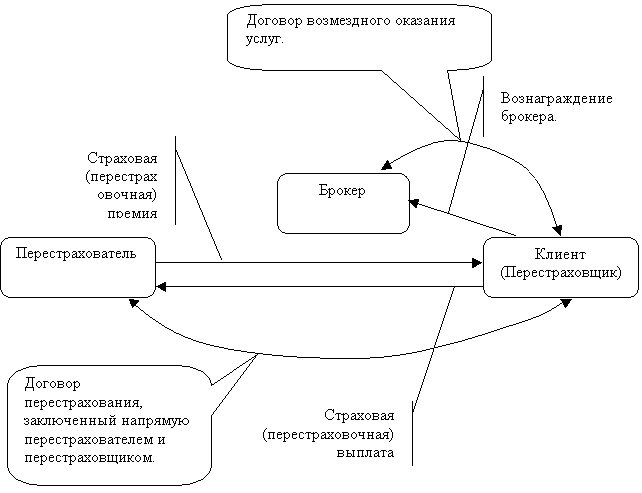 Договор возмездного оказания
услуг.
Вознаграждение
брокера.
Страховая
(перестрах
овочная)
премия
Брокер
Перестрахователь
Клиент
(Перестраховщик)
Договор
перестрахования,
заключенный напрямую
перестрахователем и
перестраховщиком.
Страховая
(перестраховочная)
выплата